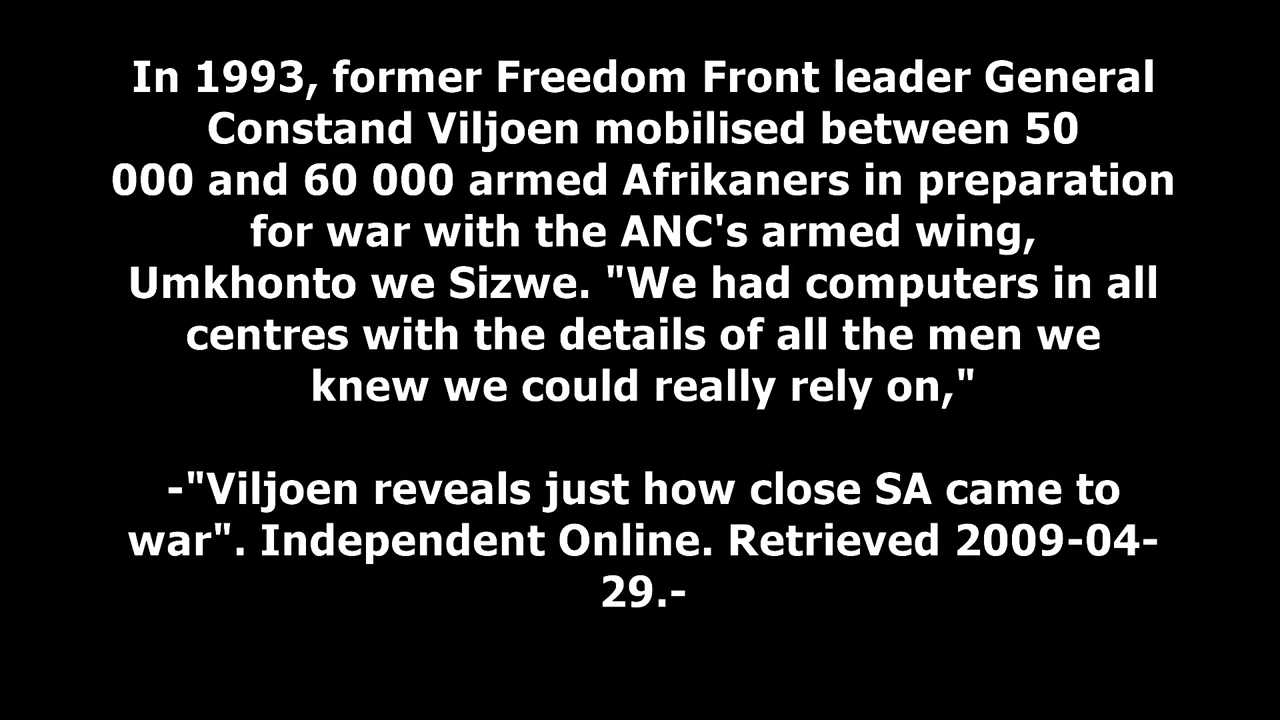 In 1993, former Freedom Front leader General
Constand Viljoen mobilised between 50
000 and 60 000 armed Afrikaners in preparation
for war with the ANC's armed wing,
Umkhonto we Sizwe. "We had computers in all
centres with the details of all the men we
knew we could really rely on,"
-"Viljoen reveals just how close SA came to
war". Independent Online. Retrieved 2009-04-
29.-